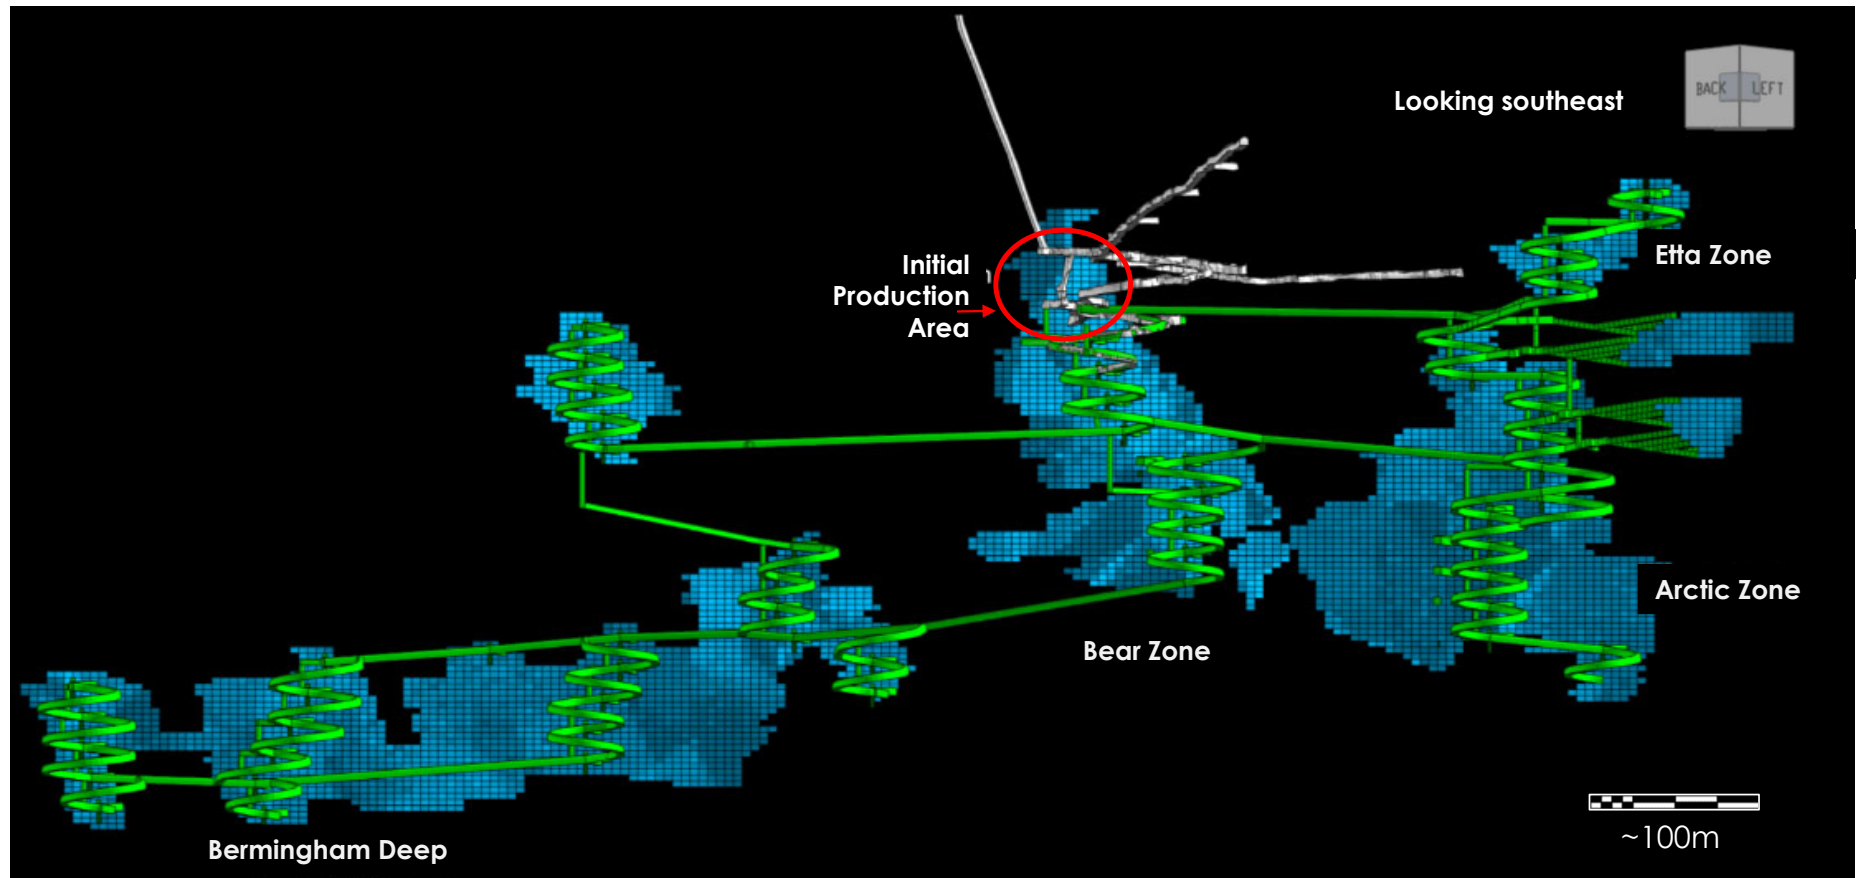 Looking southeast
BACK LEFT
Etta Zone
Initial
Production
Area
Arctic Zone
Bear Zone
~100m
Bermingham Deep